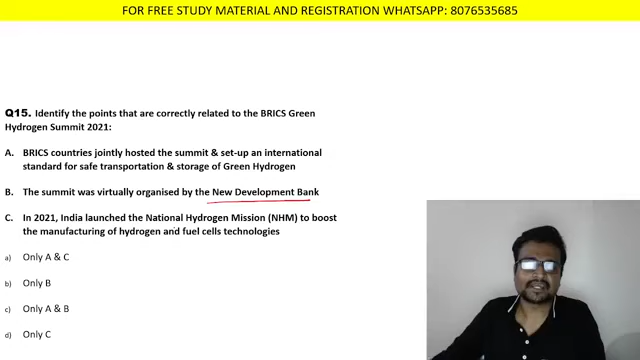 FOR FREE STUDY MATERIAL AND REGISTRATION WHATSAPP: 8076535685
Q15. Identify the points that are correctly related to the BRICS Green
Hydrogen Summit 2021:
A. BRICS countries jointly hosted the summit & set-up an international
standard for safe transportation & storage of Green Hydrogen
B. The summit was virtually organised by the New Development Bank
C. In 2021, India launched the National Hydrogen Mission (NHM) to boost
the manufacturing of hydrogen and fuel cells technologies
a) Only A & C
b) Only B
c) Only A & B
d) Only C